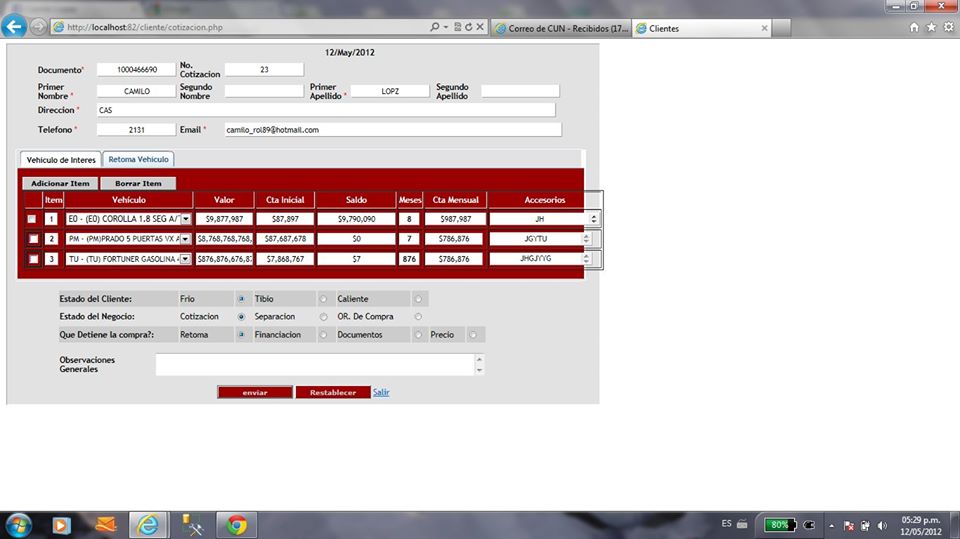 http://localhost:82/cliente/cotizacion.php
Correo de CUN - Recibidos (17...
Clientes
12/May/2012
Documento* 1000466690 No. Cotizacion 23
Primer Nombre * CAMILO Segundo Nombre Primer Apellido * LOPZ Segundo Apellido
Direccion * CAS
Telefono * 2131 Email * camilo_rol89@hotmail.com
Vehiculo de Interes Retoma Vehiculo
Adicionar Item Borrar Item
Item Vehículo Valor Cta Inicial Saldo Meses Cta Mensual Accesorios
1 E0 - (E0) COROLLA 1.8 SEG A/T $9,877,987 $87,897 $9,790,090 8 $987,987 JH
2 PM - (PM)PRADO 5 PUERTAS VX A $8,768,768,768, $87,687,678 $0 7 $786,876 JGYTU
3 TU - (TU) FORTUNER GASOLINA $876,876,676,87 $7,868,767 $7 876 $786,876 JHGJYYG
Estado del Cliente: Frio Tibio Caliente
Estado del Negocio: Cotizacion Separacion OR. De Compra
Que Detiene la compra?: Retoma Financiacion Documentos Precio
Observaciones Generales
enviar Restablecer Salir
ES 80% 05:29 p.m.
12/05/2012